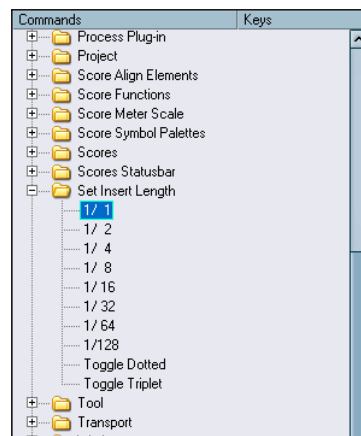 Commands Keys
Process Plug-in
Project
Score Align Elements
Score Functions
Score Meter Scale
Score Symbol Palettes
Scores
Scores Statusbar
Set Insert Length
1/ 1
1/ 2
1/ 4
1/ 8
1/ 16
1/ 32
1/ 64
1/128
Toggle Dotted
Toggle Triplet
Tool
Transport